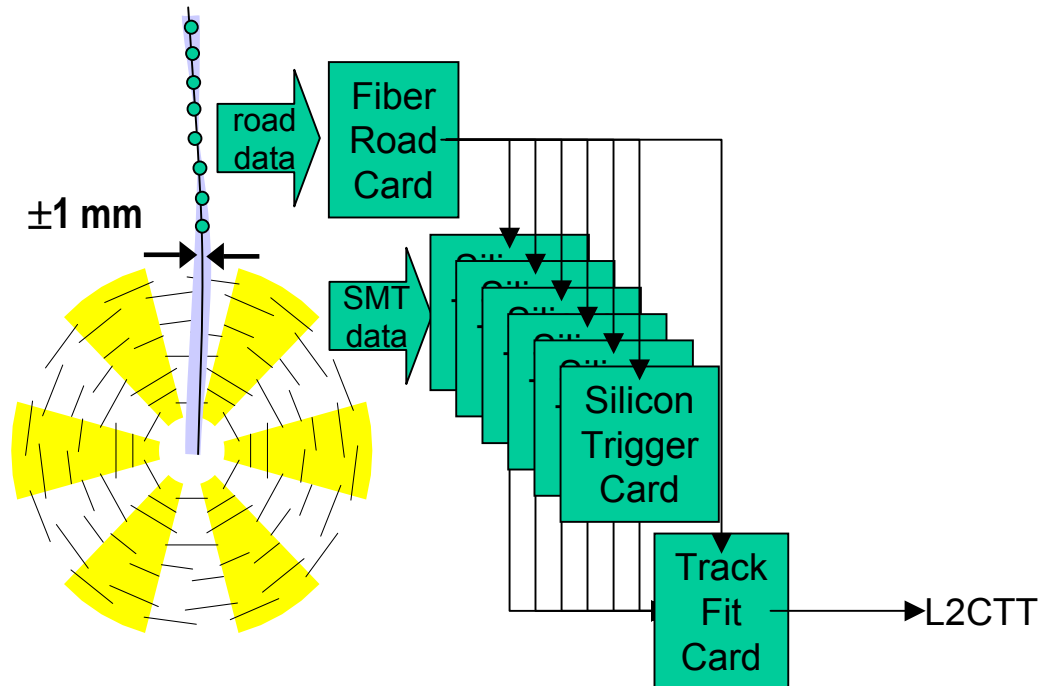 road
data
Fiber
Road
Card
±1 mm
SMT
data
Silicon
Trigger
Card
Track
Fit
Card
L2CTT